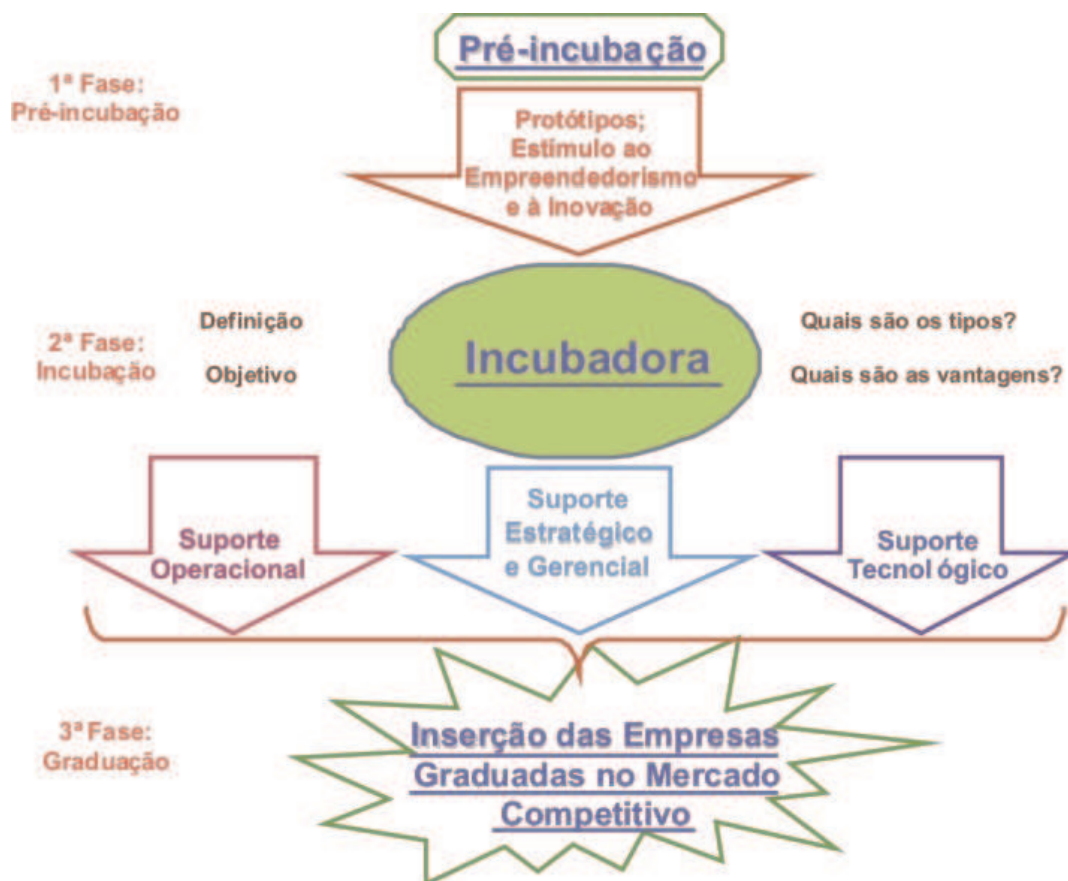 Pré-incubação
1ª Fase:
Pré-incubação
Protótipos;
Estímulo ao
Empreendedorismo
e à Inovação
2ª Fase:
Incubação
Definição
Objetivo
Incubadora
Quais são os tipos?
Quais são as vantagens?
Suporte
Operacional
Suporte
Estratégico
e Gerencial
Suporte
Tecnológico
3ª Fase:
Graduação
Inserção das Empresas
Graduadas no Mercado
Competitivo